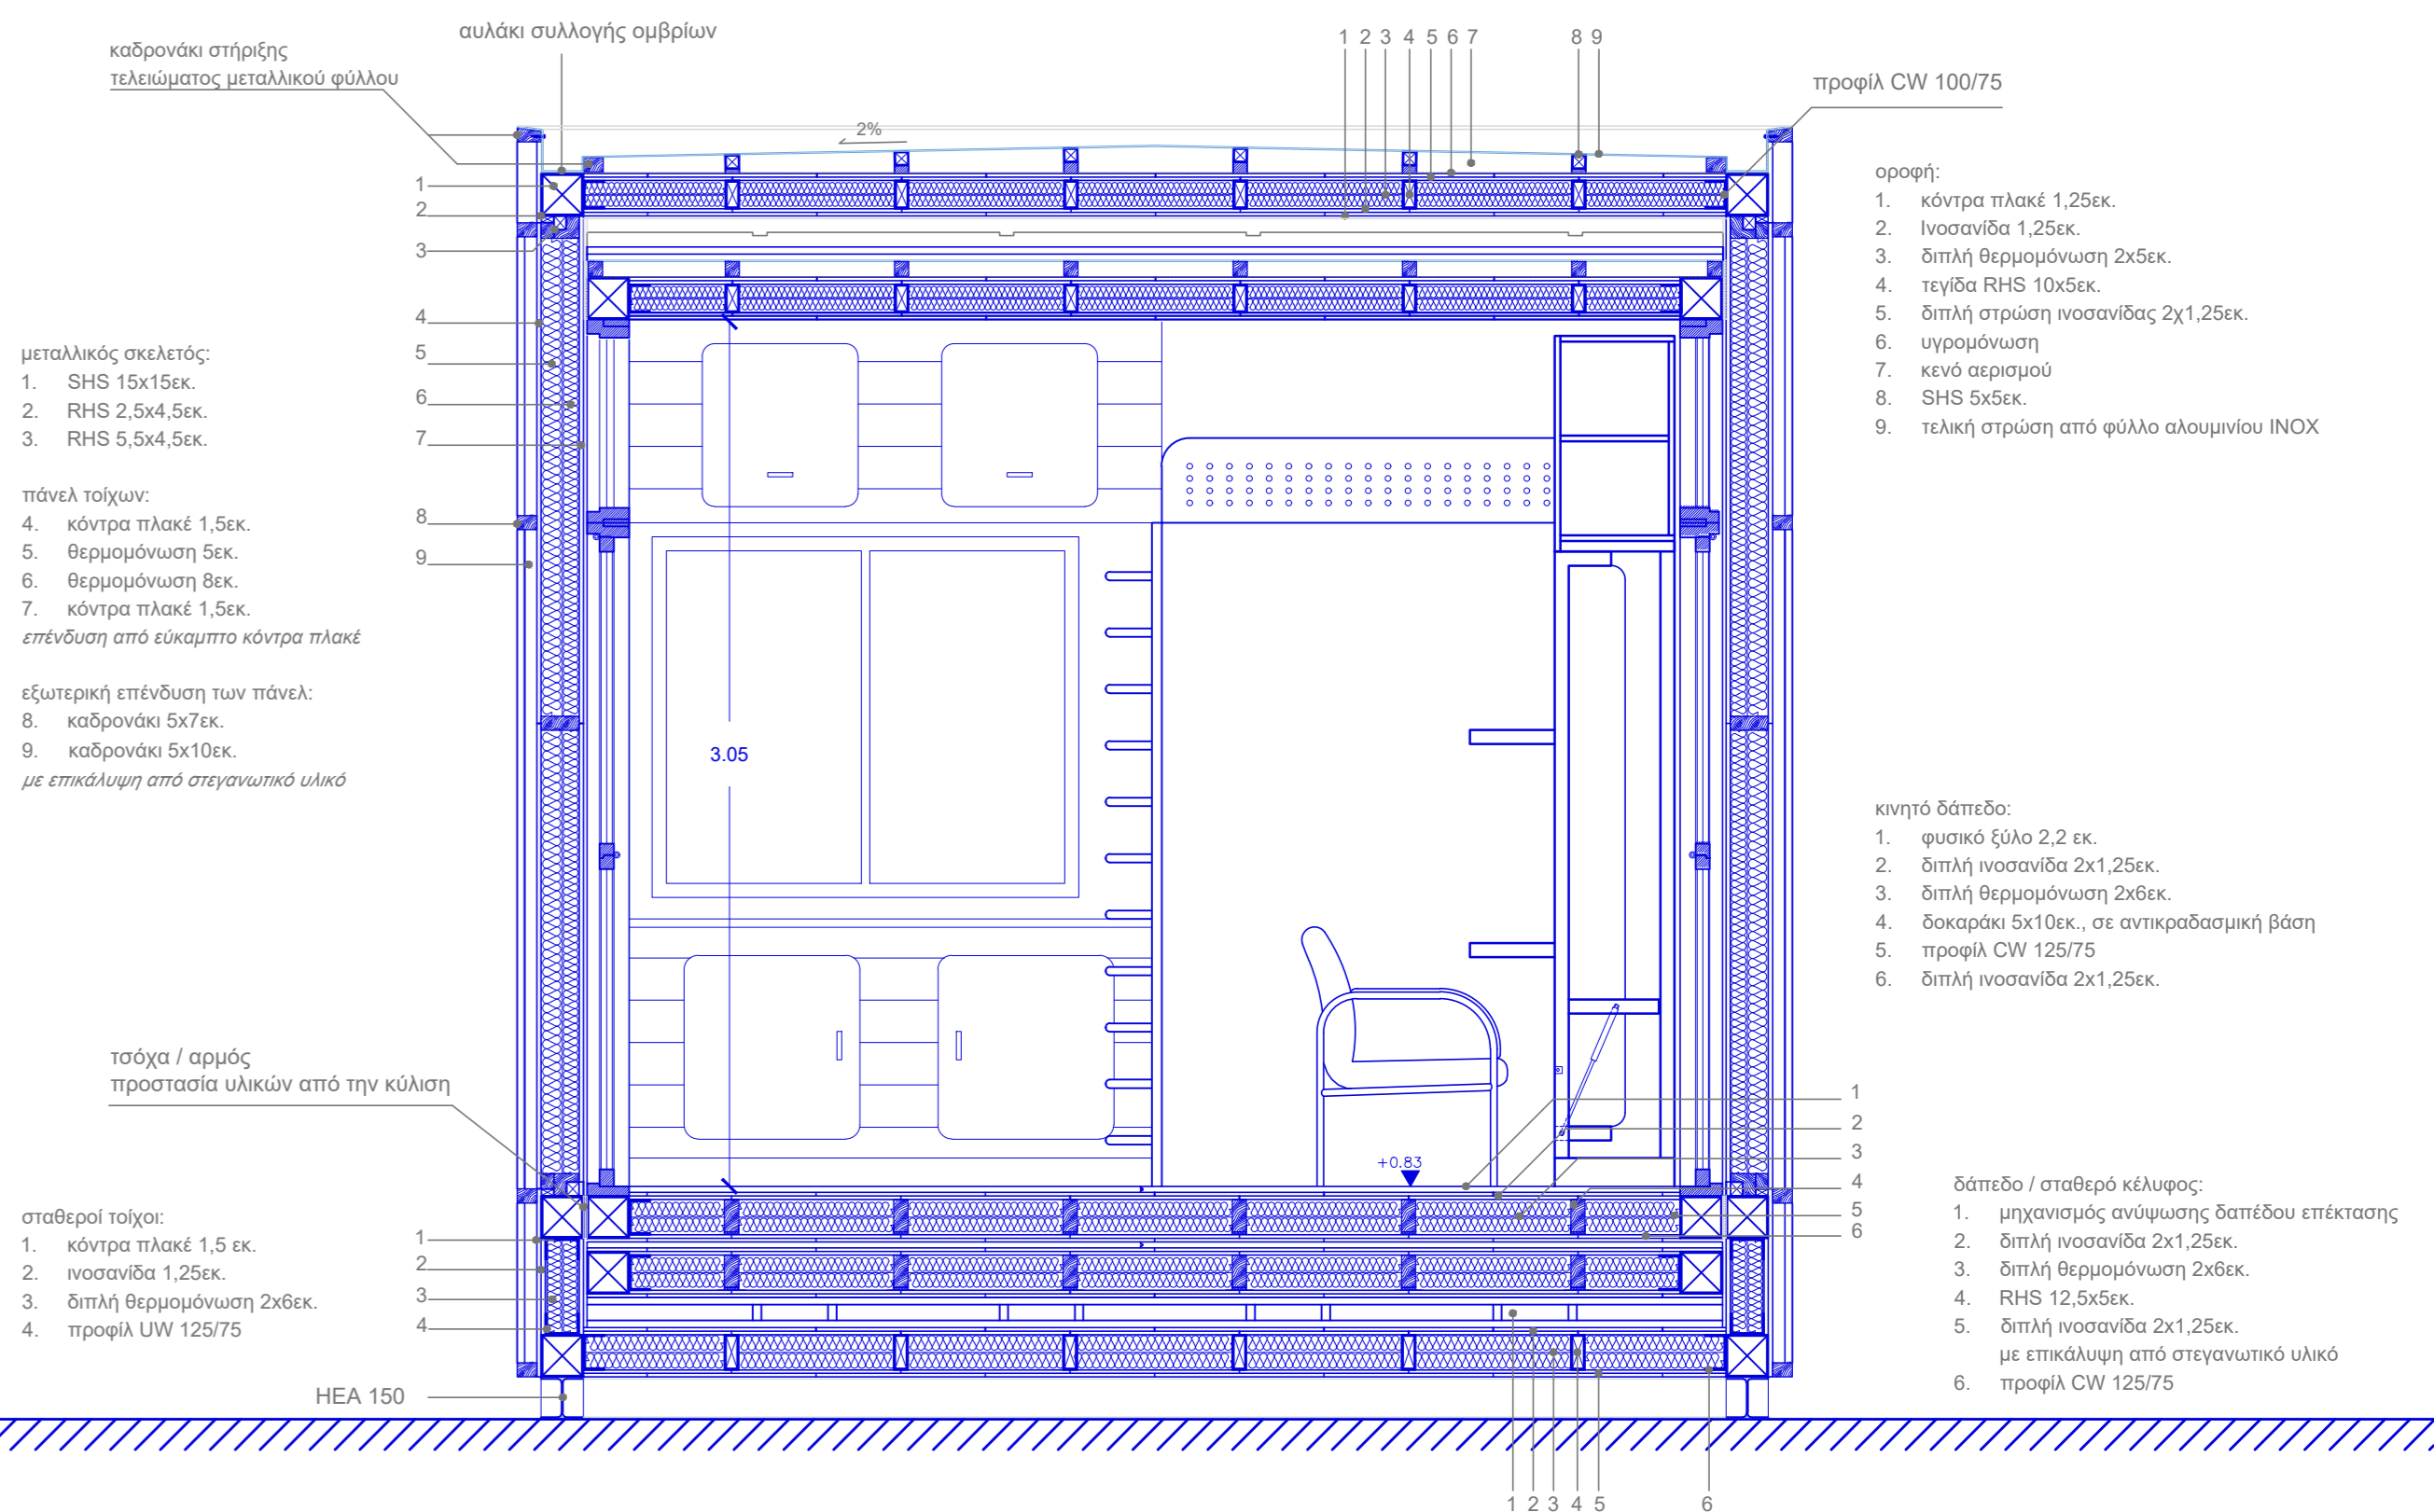 καδρονάκι στήριξης
τελειώματος μεταλλικού φύλλου
αυλάκι συλλογής ομβρίων
1 2 3 4 5 6 7 8 9
προφίλ CW 100/75
2%
οροφή:
1. κόντρα πλακέ 1,25εκ.
2. Ινοσανίδα 1,25εκ.
3. διπλή θερμομόνωση 2x5εκ.
4. τεγίδα RHS 10x5εκ.
5. διπλή στρώση ινοσανίδας 2χ1,25εκ.
6. υγρομόνωση
7. κενό αερισμού
8. SHS 5x5εκ.
9. τελική στρώση από φύλλο αλουμινίου INOX
1
2
3
4
5
6
7
8
9
μεταλλικός σκελετός:
1. SHS 15x15εκ.
2. RHS 2,5x4,5εκ.
3. RHS 5,5x4,5εκ.
πάνελ τοίχων:
4. κόντρα πλακέ 1,5εκ.
5. θερμομόνωση 5εκ.
6. θερμομόνωση 8εκ.
7. κόντρα πλακέ 1,5εκ.
επένδυση από εύκαμπτο κόντρα πλακέ
εξωτερική επένδυση των πάνελ:
8. καδρονάκι 5x7εκ.
9. καδρονάκι 5x10εκ.
με επικάλυψη από στεγανωτικό υλικό
3.05
κινητό δάπεδο:
1. φυσικό ξύλο 2,2 εκ.
2. διπλή ινοσανίδα 2x1,25εκ.
3. διπλή θερμομόνωση 2x6εκ.
4. δοκαράκι 5x10εκ., σε αντικραδασμική βάση
5. προφίλ CW 125/75
6. διπλή ινοσανίδα 2x1,25εκ.
τσόχα / αρμός
προστασία υλικών από την κύλιση
+0.83
1
2
3
4
5
6
σταθεροί τοίχοι:
1. κόντρα πλακέ 1,5 εκ.
2. ινοσανίδα 1,25εκ.
3. διπλή θερμομόνωση 2x6εκ.
4. προφίλ UW 125/75
1
2
3
4
HEA 150
δάπεδο / σταθερό κέλυφος:
1. μηχανισμός ανύψωσης δαπέδου επέκτασης
2. διπλή ινοσανίδα 2x1,25εκ.
3. διπλή θερμομόνωση 2x6εκ.
4. RHS 12,5x5εκ.
5. διπλή ινοσανίδα 2x1,25εκ.
με επικάλυψη από στεγανωτικό υλικό
6. προφίλ CW 125/75
1 2 3 4 5 6